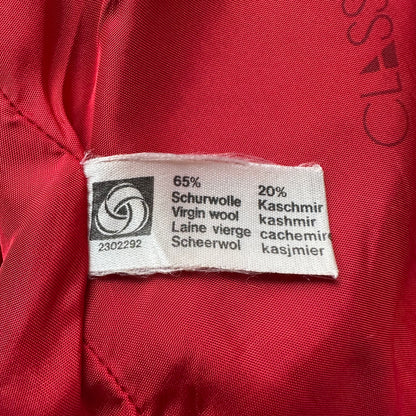 65%
Schurwolle
Virgin wool
Laine vierge
Scheerwol
20%
Kaschmir
kashmir
cachemire
kasjmier
2302292
CLASS